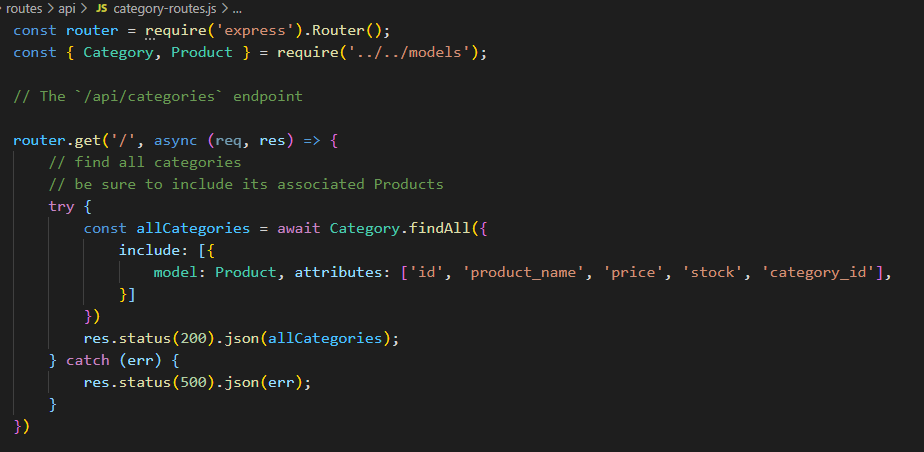 routes > api > JS category-routes.js > ...
const router = require('express').Router();
const { Category, Product } = require('../../models');
// The `/api/categories` endpoint
router.get('/', async (req, res) => {
    // find all categories
    // be sure to include its associated Products
    try {
        const allCategories = await Category.findAll({
            include: [{
                model: Product, attributes: ['id', 'product_name', 'price', 'stock', 'category_id'],
            }]
        })
        res.status(200).json(allCategories);
    } catch (err) {
        res.status(500).json(err);
    }
})